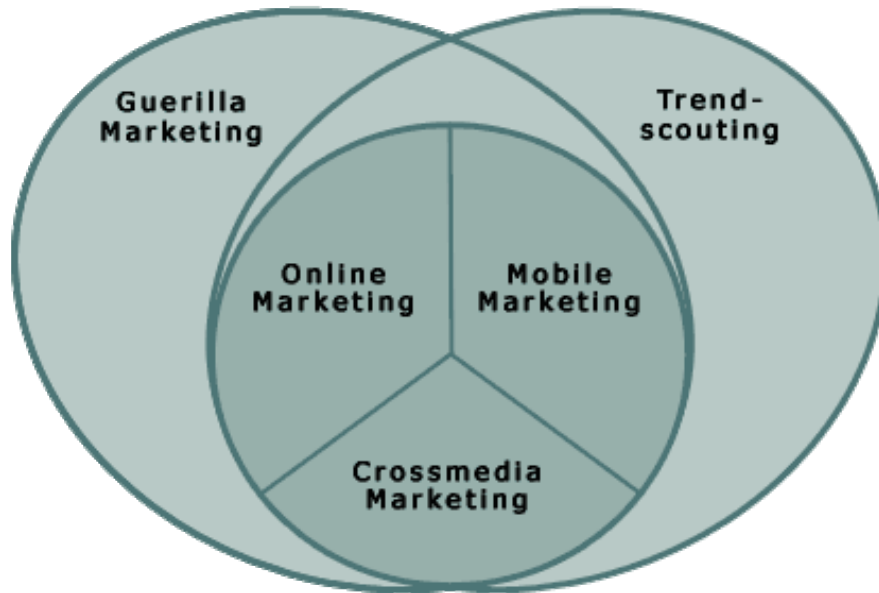 Guerilla
Marketing
Trend-
scouting
Online
Marketing
Mobile
Marketing
Crossmedia
Marketing